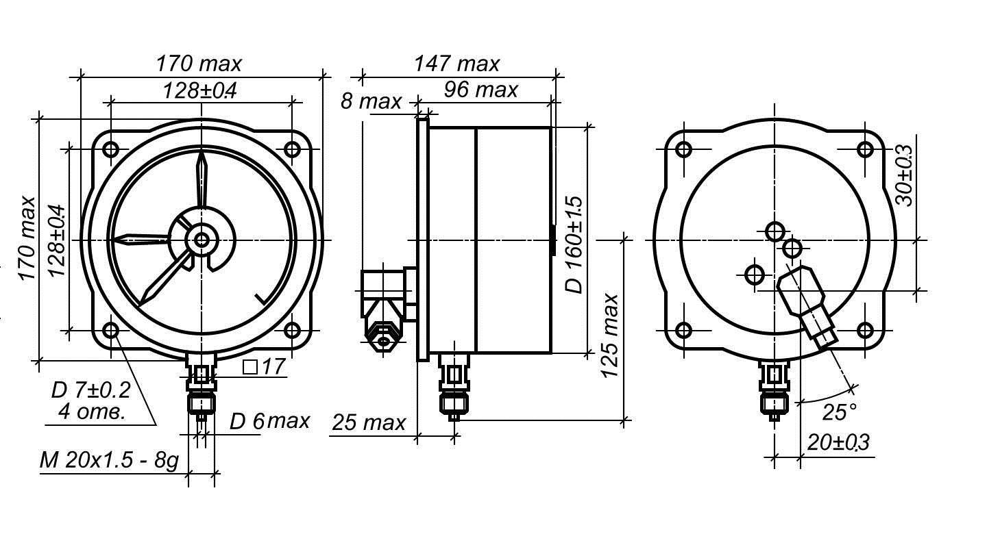 170 max
128±0.4
170 max
128±0.4
□17
D 7±0.2
4 отв.
D 6 max
M 20x1.5 - 8g
147 max
96 max
8 max
D 160±1.5
125 max
25 max
30±0.3
25°
20±0.3